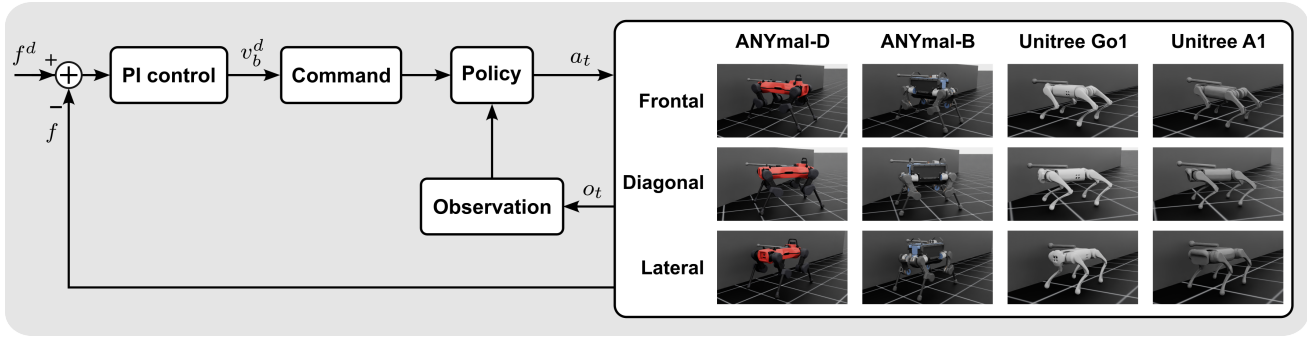 f^d
+
−
f
PI control
v_b^d
Command
Policy
a_t
Observation
o_t
ANYmal-D ANYmal-B Unitree Go1 Unitree A1
Frontal
Diagonal
Lateral